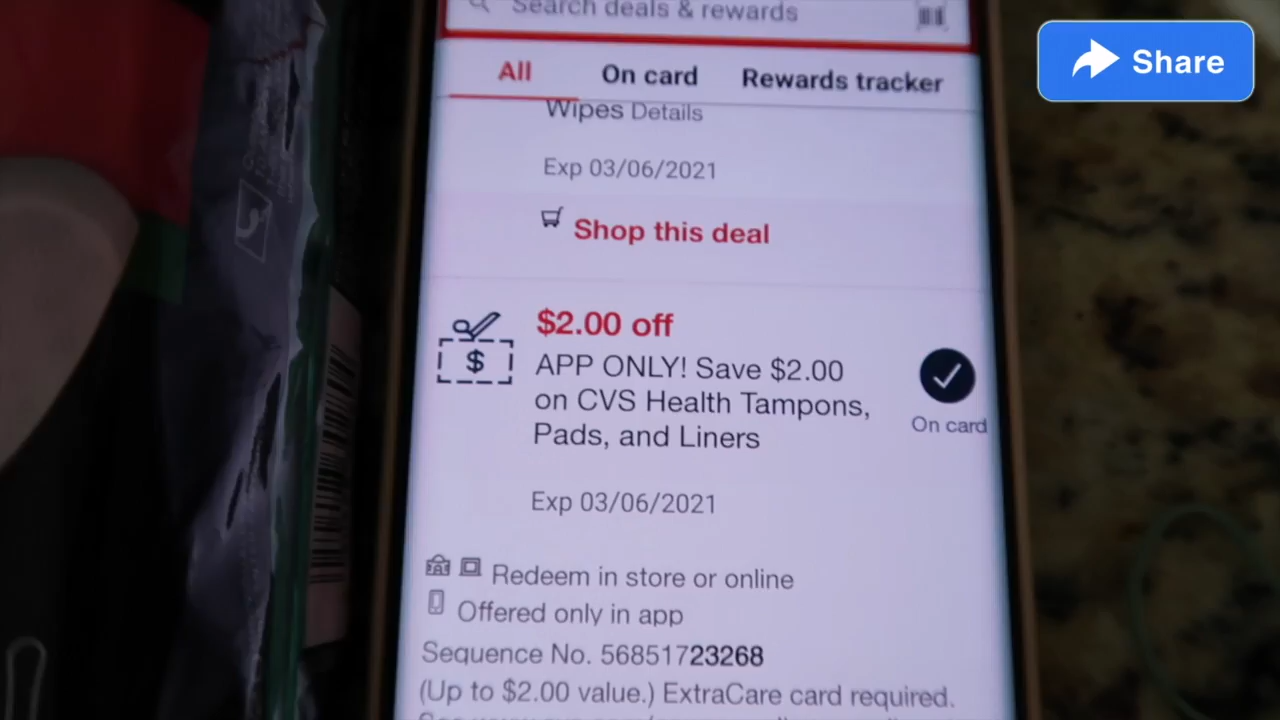 Search deals & rewards
Share
All On card Rewards tracker
Wipes Details
Exp 03/06/2021
Shop this deal
$2.00 off
$
APP ONLY! Save $2.00
on CVS Health Tampons,
Pads, and Liners
On card
Exp 03/06/2021
Redeem in store or online
Offered only in app
Sequence No. 56851723268
(Up to $2.00 value.) ExtraCare card required.